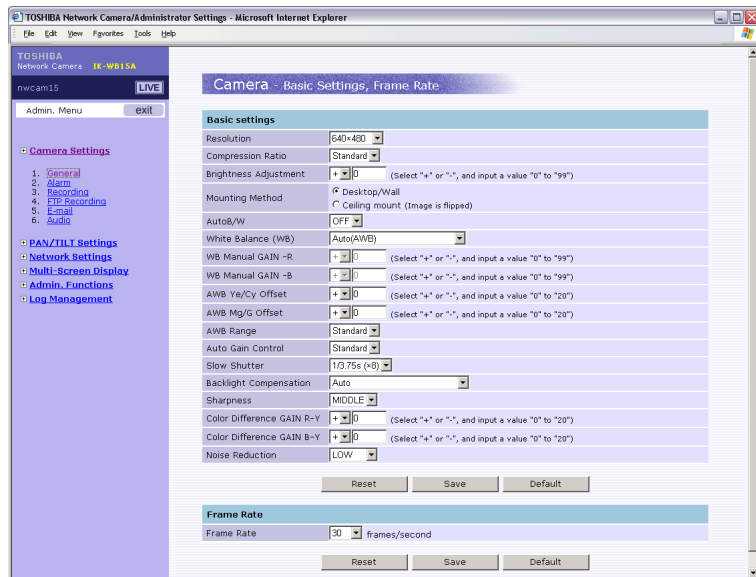 TOSHIBA Network Camera/Administrator Settings - Microsoft Internet Explorer
File Edit View Favorites Tools Help
TOSHIBA
Network Camera IK-WB15A
nwcam15 LIVE
Admin. Menu exit
Camera Settings
1. General
2. Alarm
3. Recording
4. FTP Recording
5. E-mail
6. Audio
PAN/TILT Settings
Network Settings
Multi-Screen Display
Admin. Functions
Log Management
Camera - Basic Settings, Frame Rate
Basic settings
Resolution 640×480
Compression Ratio Standard
Brightness Adjustment + 0 (Select "+" or "-", and input a value "0" to "99")
Mounting Method Desktop/Wall
Ceiling mount (Image is flipped)
AutoB/W OFF
White Balance (WB) Auto(AWB)
WB Manual GAIN -R + 0 (Select "+" or "-", and input a value "0" to "99")
WB Manual GAIN -B + 0 (Select "+" or "-", and input a value "0" to "99")
AWB Ye/Cy Offset + 0 (Select "+" or "-", and input a value "0" to "20")
AWB Mg/G Offset + 0 (Select "+" or "-", and input a value "0" to "20")
AWB Range Standard
Auto Gain Control Standard
Slow Shutter 1/3.75s (×8)
Backlight Compensation Auto
Sharpness MIDDLE
Color Difference GAIN R-Y + 0 (Select "+" or "-", and input a value "0" to "20")
Color Difference GAIN B-Y + 0 (Select "+" or "-", and input a value "0" to "20")
Noise Reduction LOW
Reset Save Default
Frame Rate
Frame Rate 30 frames/second
Reset Save Default